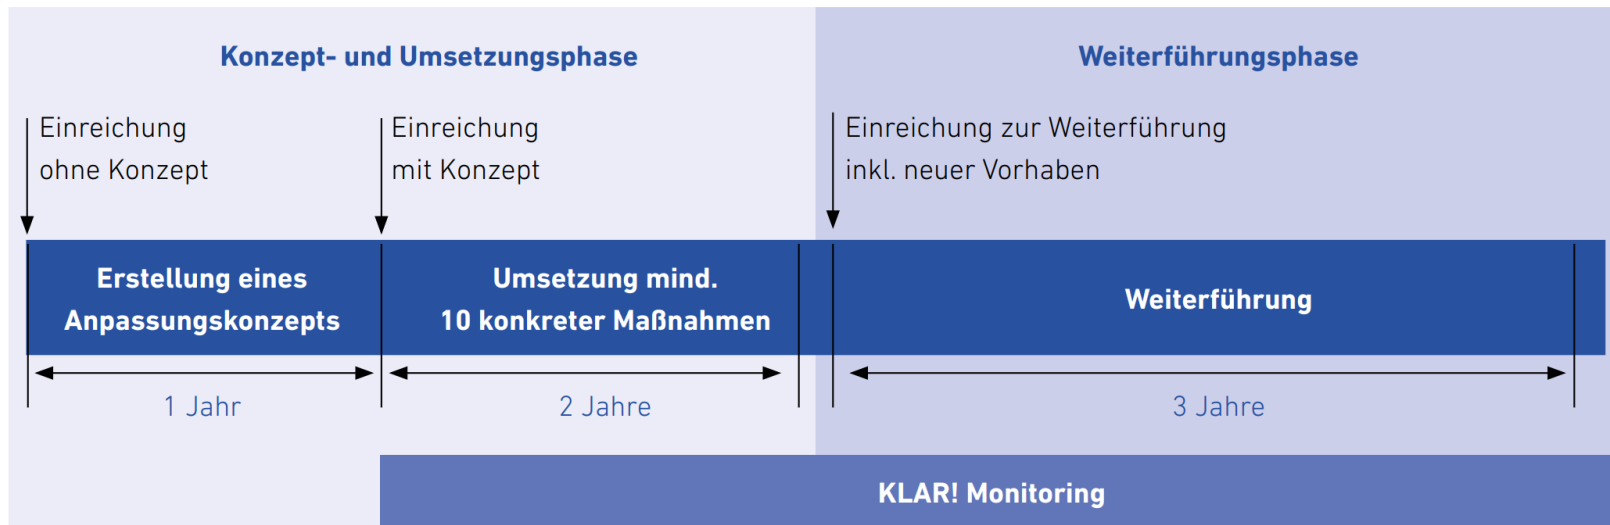 Konzept- und Umsetzungsphase
Weiterführungsphase
Einreichung
ohne Konzept
Einreichung
mit Konzept
Einreichung zur Weiterführung
inkl. neuer Vorhaben
Erstellung eines
Anpassungskonzepts
Umsetzung mind.
10 konkreter Maßnahmen
Weiterführung
1 Jahr
2 Jahre
3 Jahre
KLAR! Monitoring